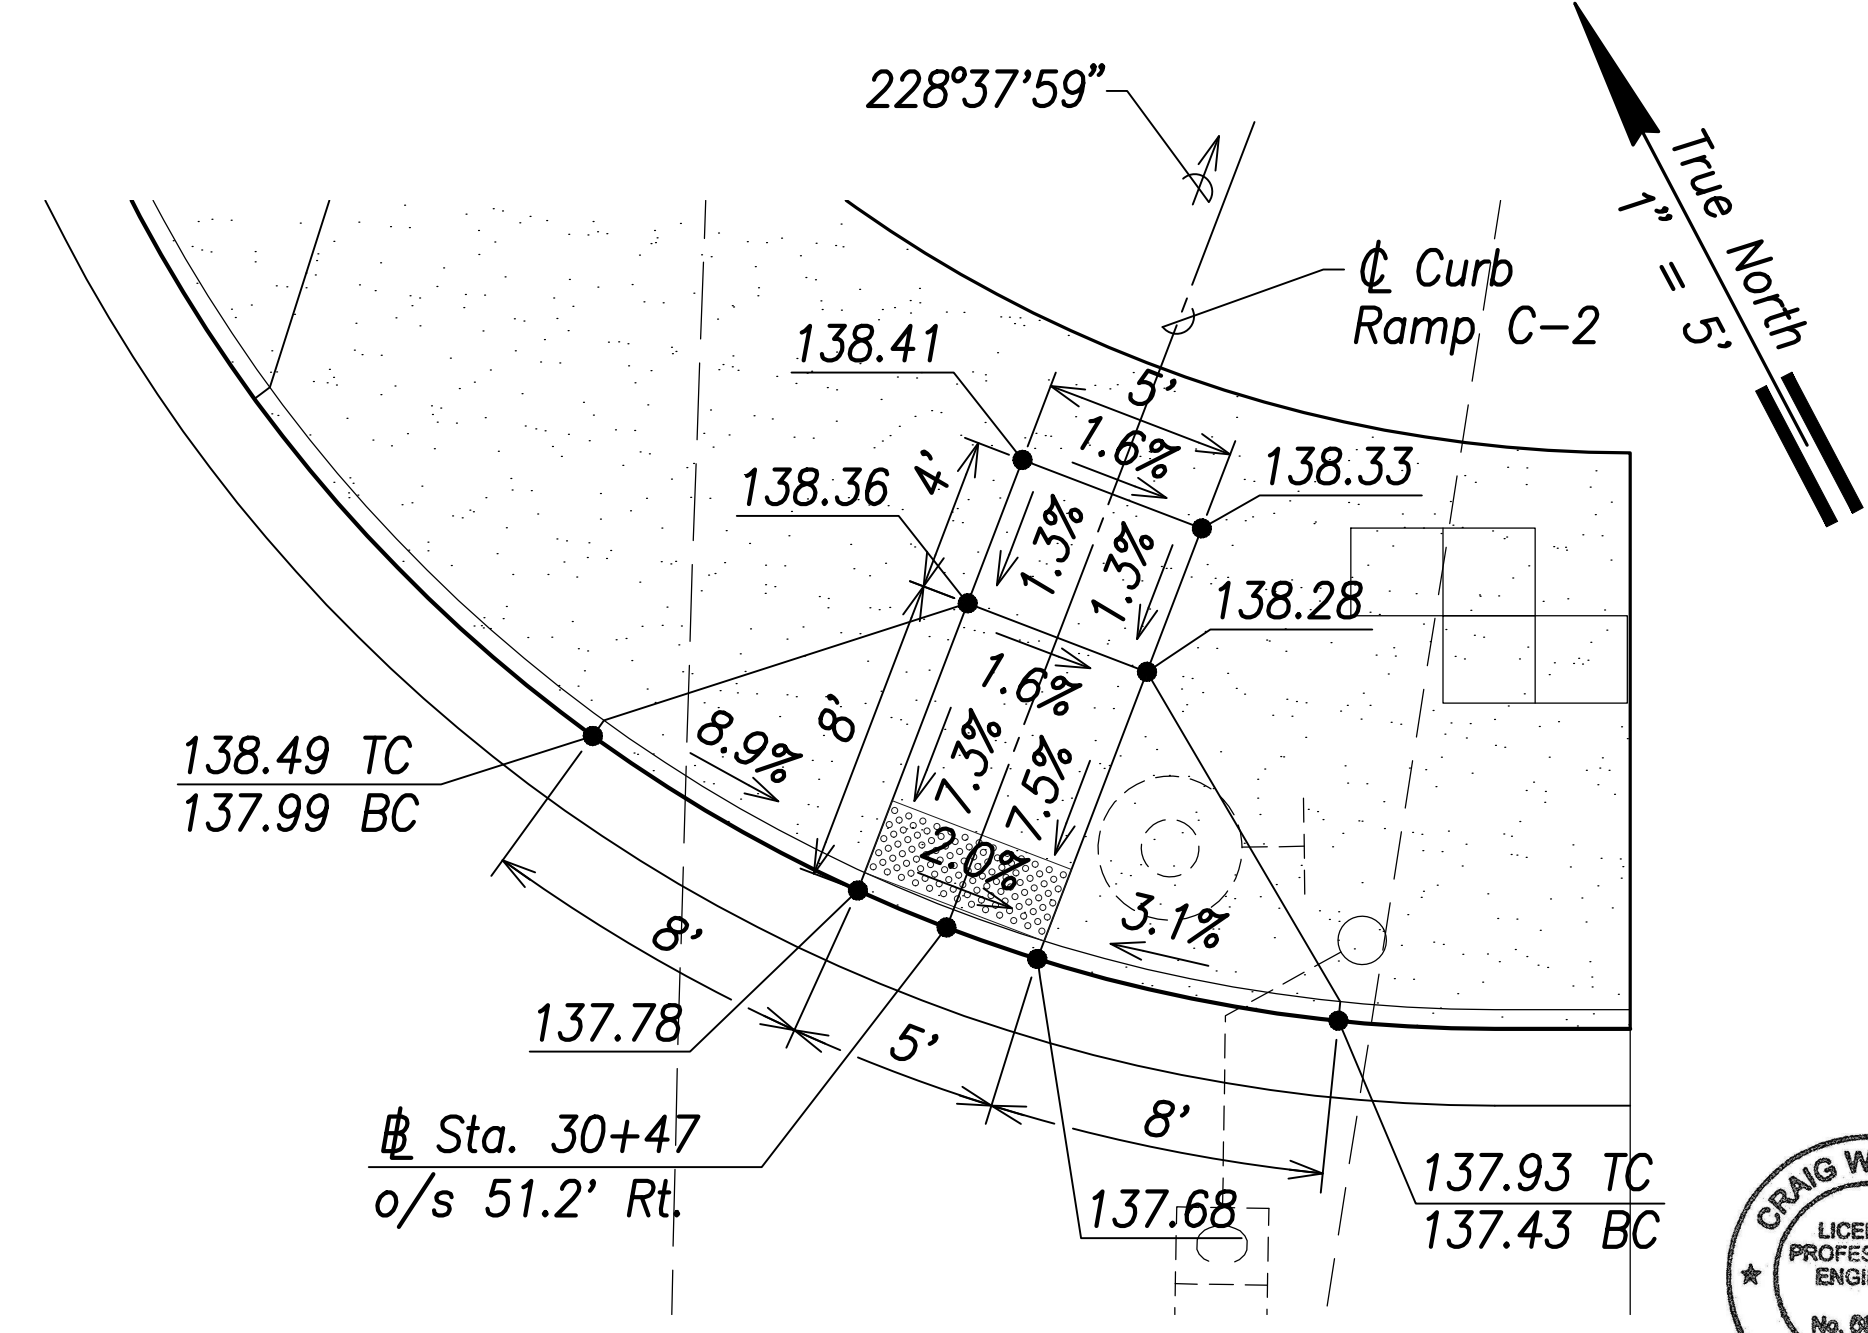 228°37'59"
True North
1" = 5'
℄ Curb
Ramp C-2
138.41
5'
1.6%
138.33
4'
138.36
1.3%
1.3%
138.28
1.6%
8'
8.9%
7.3%
7.5%
138.49 TC
137.99 BC
2.0%
3.1%
8'
137.78
5'
8'
Sta. 30+47
o/s 51.2' Rt.
137.68
137.93 TC
137.43 BC
CRAIG
No.